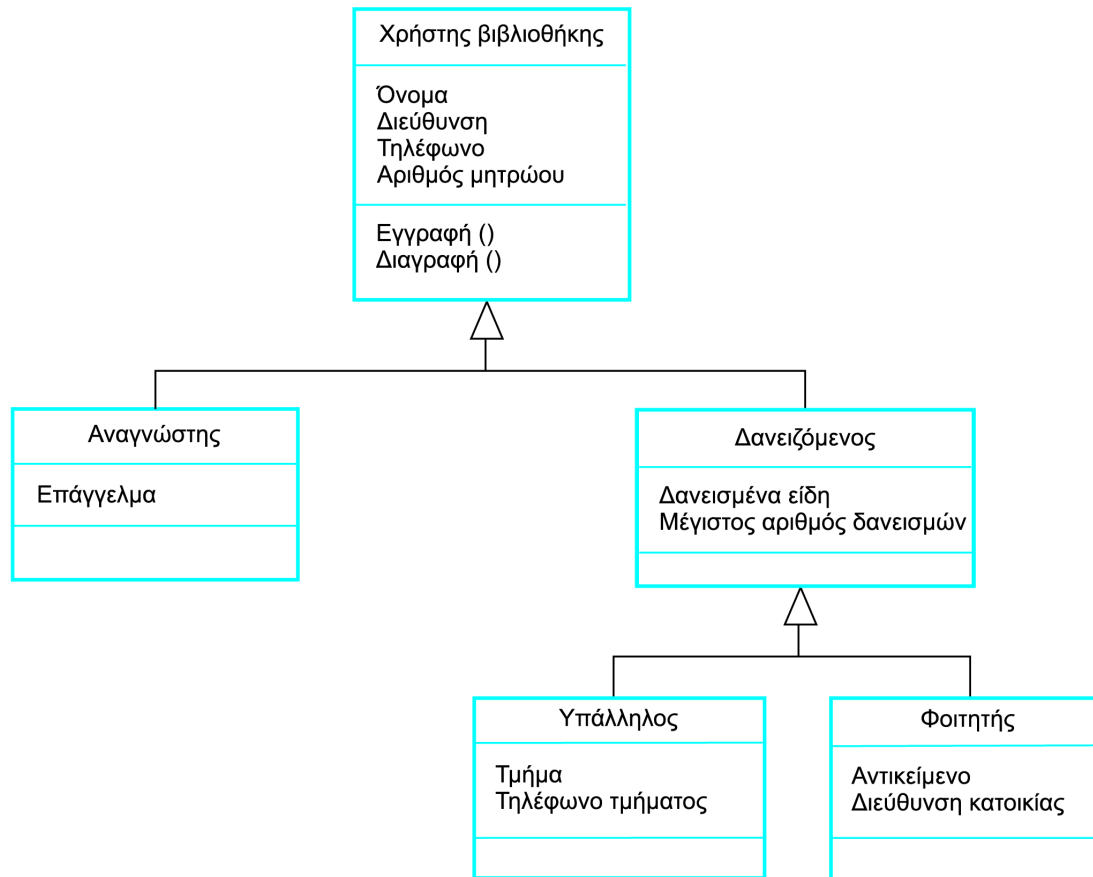 Χρήστης βιβλιοθήκης
Όνομα
Διεύθυνση
Τηλέφωνο
Αριθμός μητρώου
Εγγραφή ()
Διαγραφή ()
Αναγνώστης
Επάγγελμα
Δανειζόμενος
Δανεισμένα είδη
Μέγιστος αριθμός δανεισμών
Υπάλληλος
Τμήμα
Τηλέφωνο τμήματος
Φοιτητής
Αντικείμενο
Διεύθυνση κατοικίας